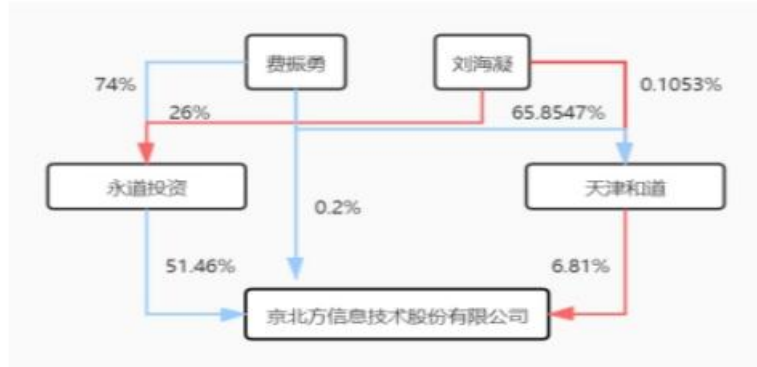 费振勇
刘海凝
74%
0.1053%
26%
65.8547%
永道投资
天津和道
0.2%
51.46%
6.81%
京北方信息技术股份有限公司